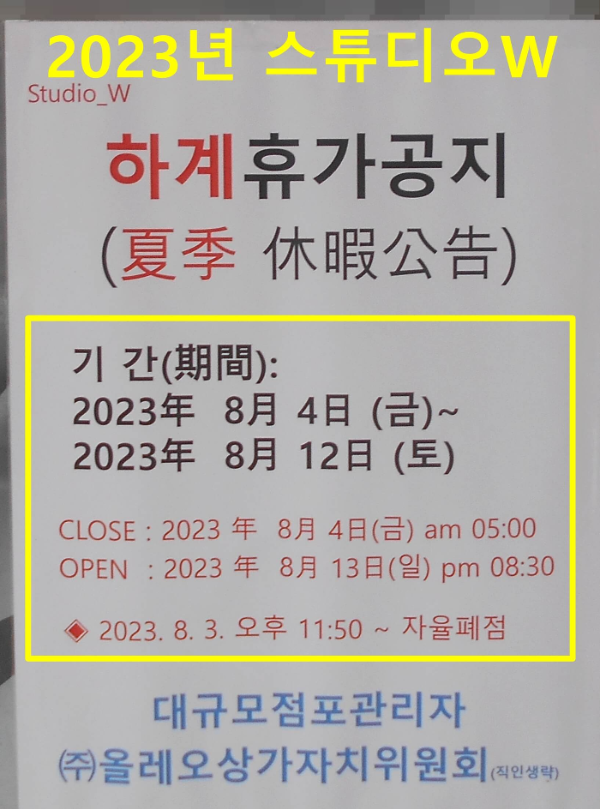 2023년 스튜디오W
Studio_W
하계휴가공지
(夏季 休暇公告)
기 간(期間):
2023年 8月 4日 (금)~
2023年 8月 12日 (토)
CLOSE : 2023 年 8月 4日(금) am 05:00
OPEN : 2023 年 8月 13日(일) pm 08:30
◈ 2023. 8. 3. 오후 11:50 ~ 자율폐점
대규모점포관리자
㈜올레오상가자치위원회(직인생략)